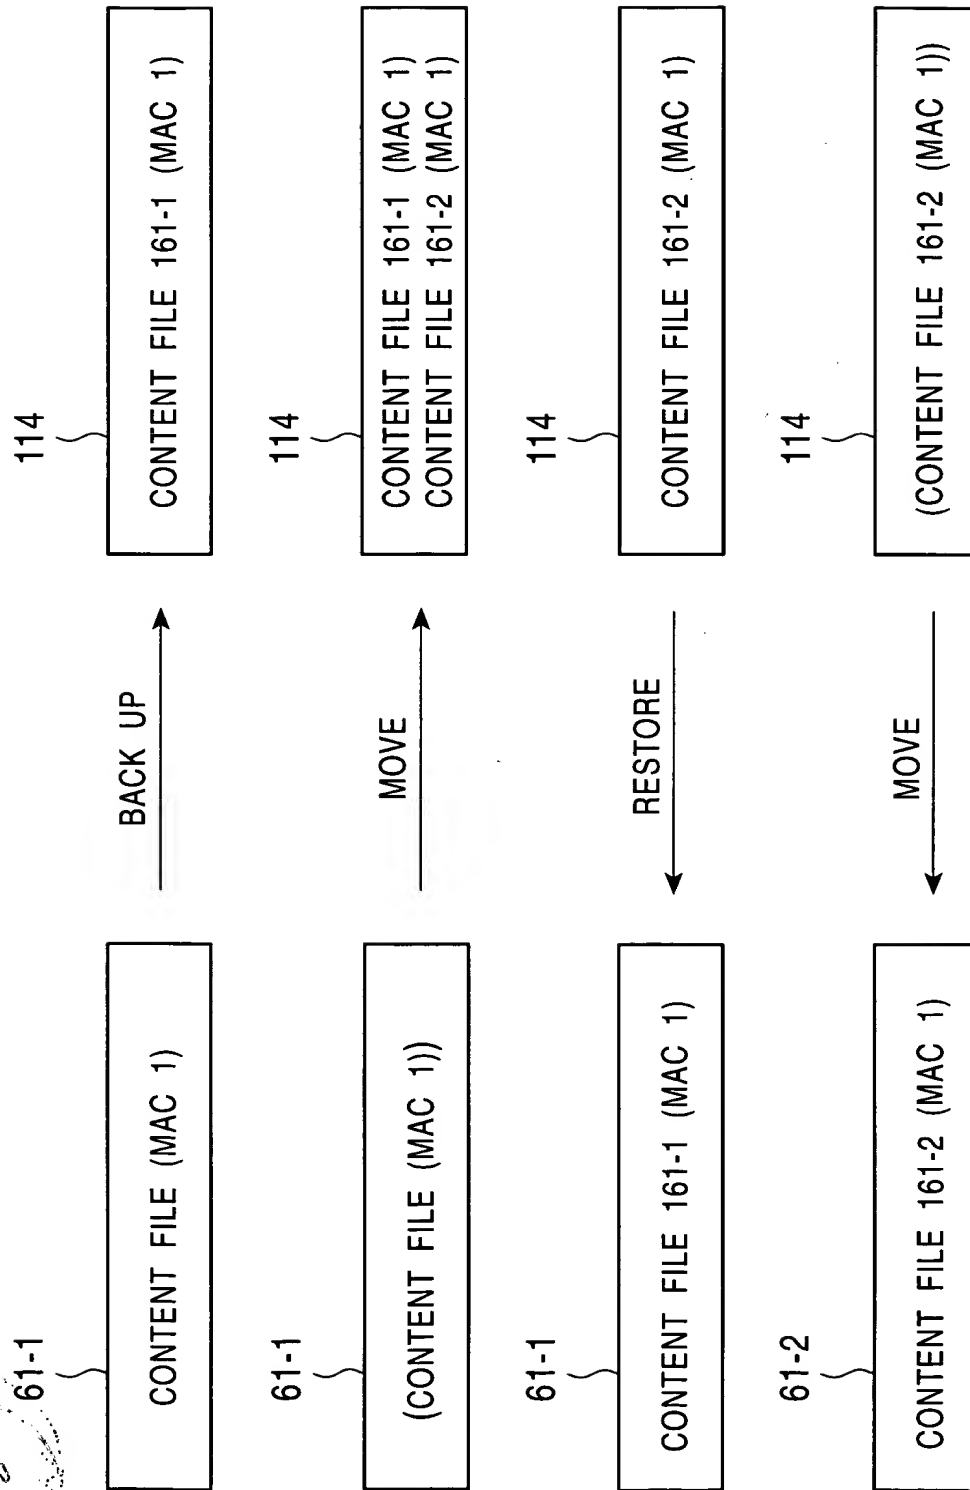 61-1
CONTENT FILE (MAC 1)
BACK UP
114
CONTENT FILE 161-1 (MAC 1)
61-1
(CONTENT FILE (MAC 1))
MOVE
114
CONTENT FILE 161-1 (MAC 1)
CONTENT FILE 161-2 (MAC 1)
61-1
CONTENT FILE 161-1 (MAC 1)
RESTORE
114
CONTENT FILE 161-2 (MAC 1)
61-2
CONTENT FILE 161-2 (MAC 1)
MOVE
114
(CONTENT FILE 161-2 (MAC 1))